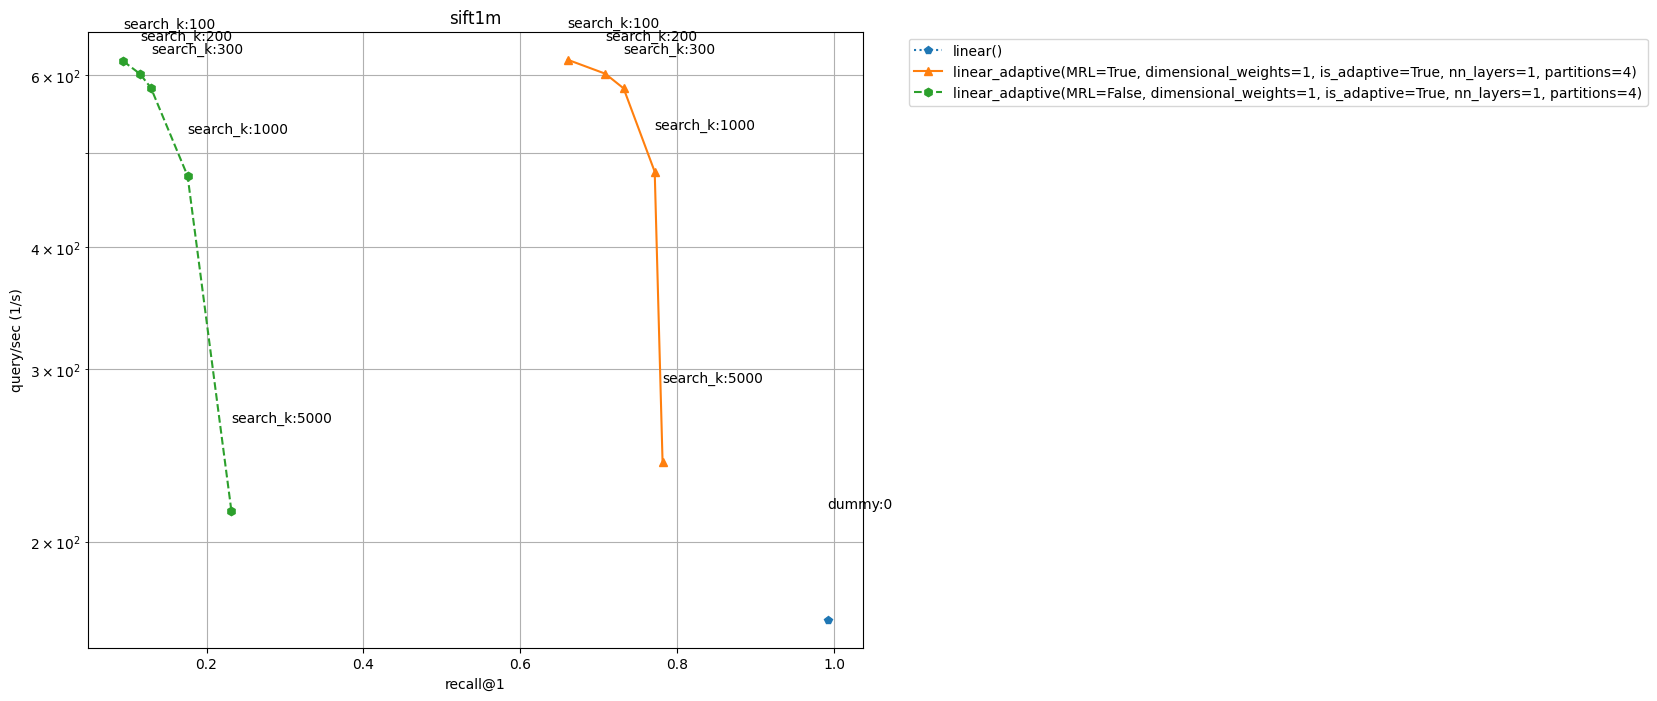 sift1m
search_k:100
search_k:200
search_k:300
search_k:1000
search_k:5000
search_k:100
search_k:200
search_k:300
search_k:1000
search_k:5000
dummy:0
6 × 10²
4 × 10²
3 × 10²
2 × 10²
query/sec (1/s)
0.2 0.4 0.6 0.8 1.0
recall@1
linear()
linear_adaptive(MRL=True, dimensional_weights=1, is_adaptive=True, nn_layers=1, partitions=4)
linear_adaptive(MRL=False, dimensional_weights=1, is_adaptive=True, nn_layers=1, partitions=4)